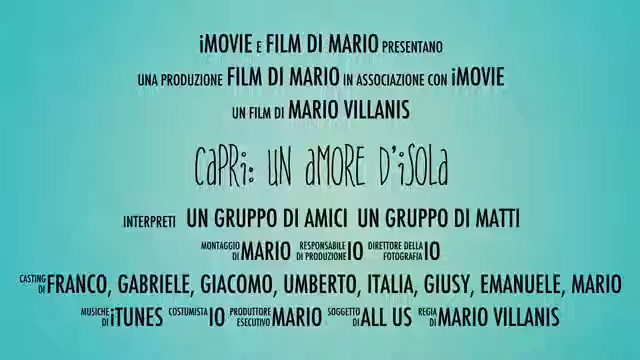 iMOVIE E FILM DI MARIO PRESENTANO
UNA PRODUZIONE FILM DI MARIO IN ASSOCIAZIONE CON iMOVIE
UN FILM DI MARIO VILLANIS
CAPRi: UN AMORE D'iSOLA
INTERPRETI UN GRUPPO DI AMICI UN GRUPPO DI MATTI
MONTAGGIO DI MARIO RESPONSABILE DI PRODUZIONE IO DIRETTORE DELLA FOTOGRAFIA IO
CASTING DI FRANCO, GABRIELE, GIACOMO, UMBERTO, ITALIA, GIUSY, EMANUELE, MARIO
MUSICHE DI iTUNES COSTUMISTA IO PRODUTTORE ESECUTIVO MARIO SOGGETTO DI ALL US REGIA DI MARIO VILLANIS